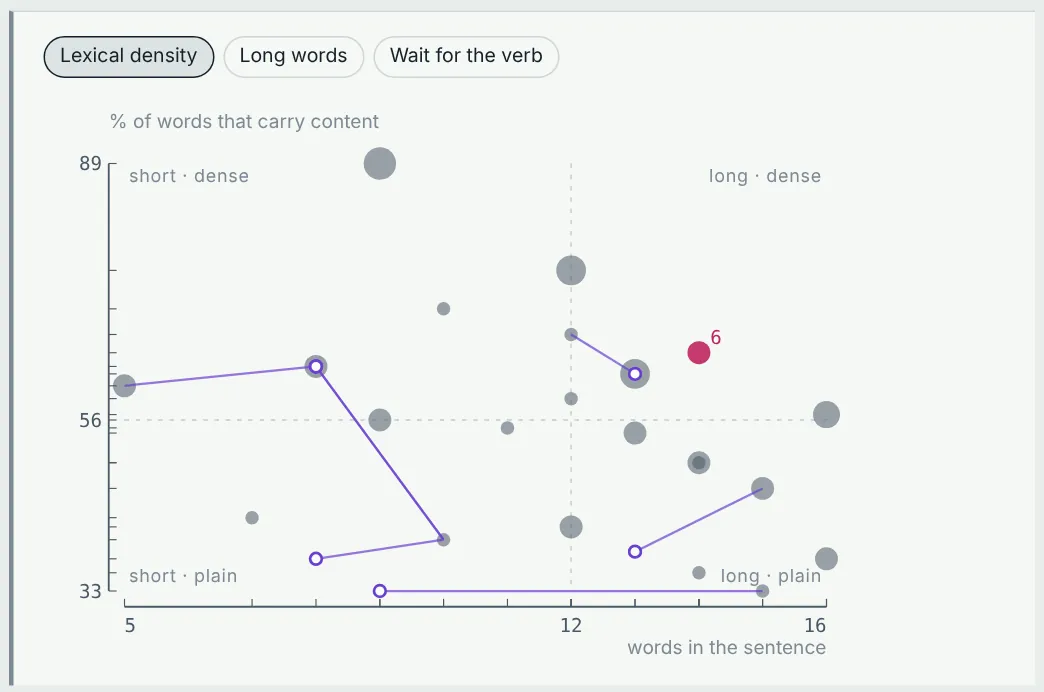 Lexical density Long words Wait for the verb
% of words that carry content
89
short · dense long · dense
6
56
short · plain long · plain
33
5 12 16
words in the sentence